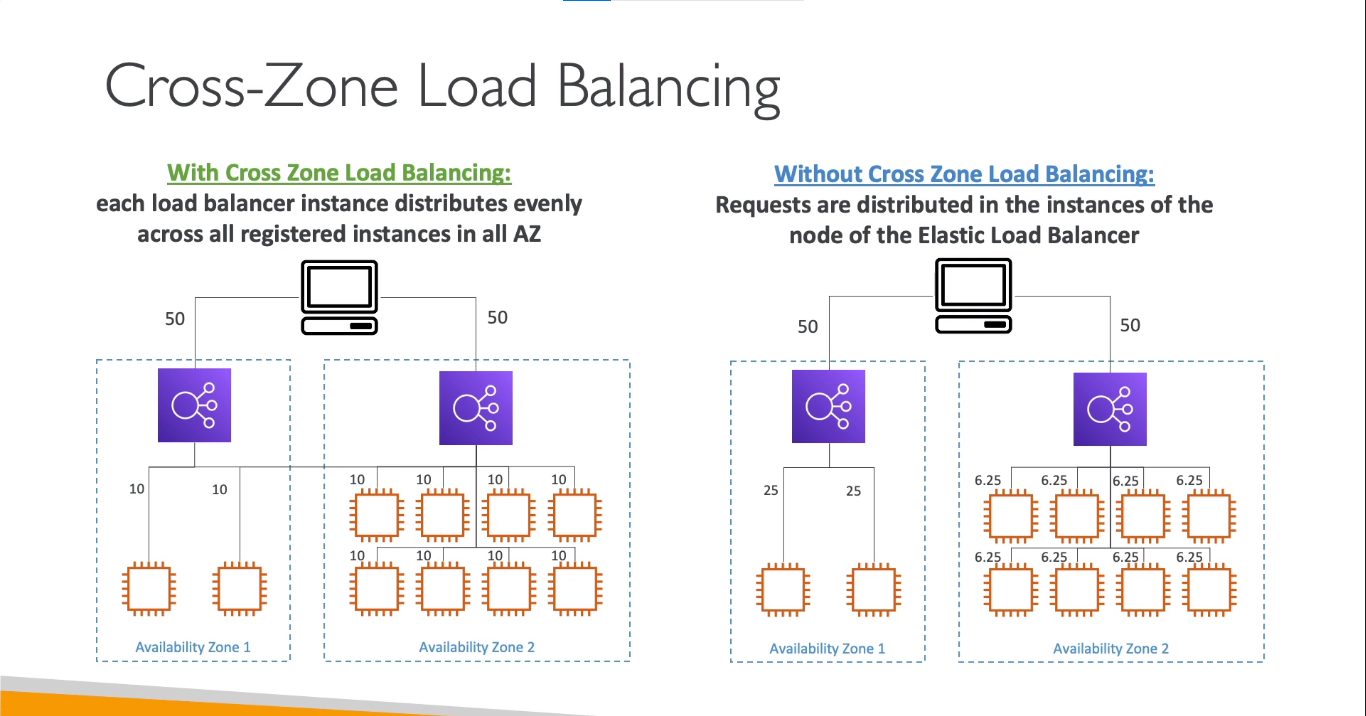 Cross-Zone Load Balancing
With Cross Zone Load Balancing:
each load balancer instance distributes evenly
across all registered instances in all AZ
50
50
10
10
10
10
10
10
10
10
10
10
Availability Zone 1
Availability Zone 2
Without Cross Zone Load Balancing:
Requests are distributed in the instances of the
node of the Elastic Load Balancer
50
50
25
25
6.25
6.25
6.25
6.25
6.25
6.25
6.25
6.25
Availability Zone 1
Availability Zone 2